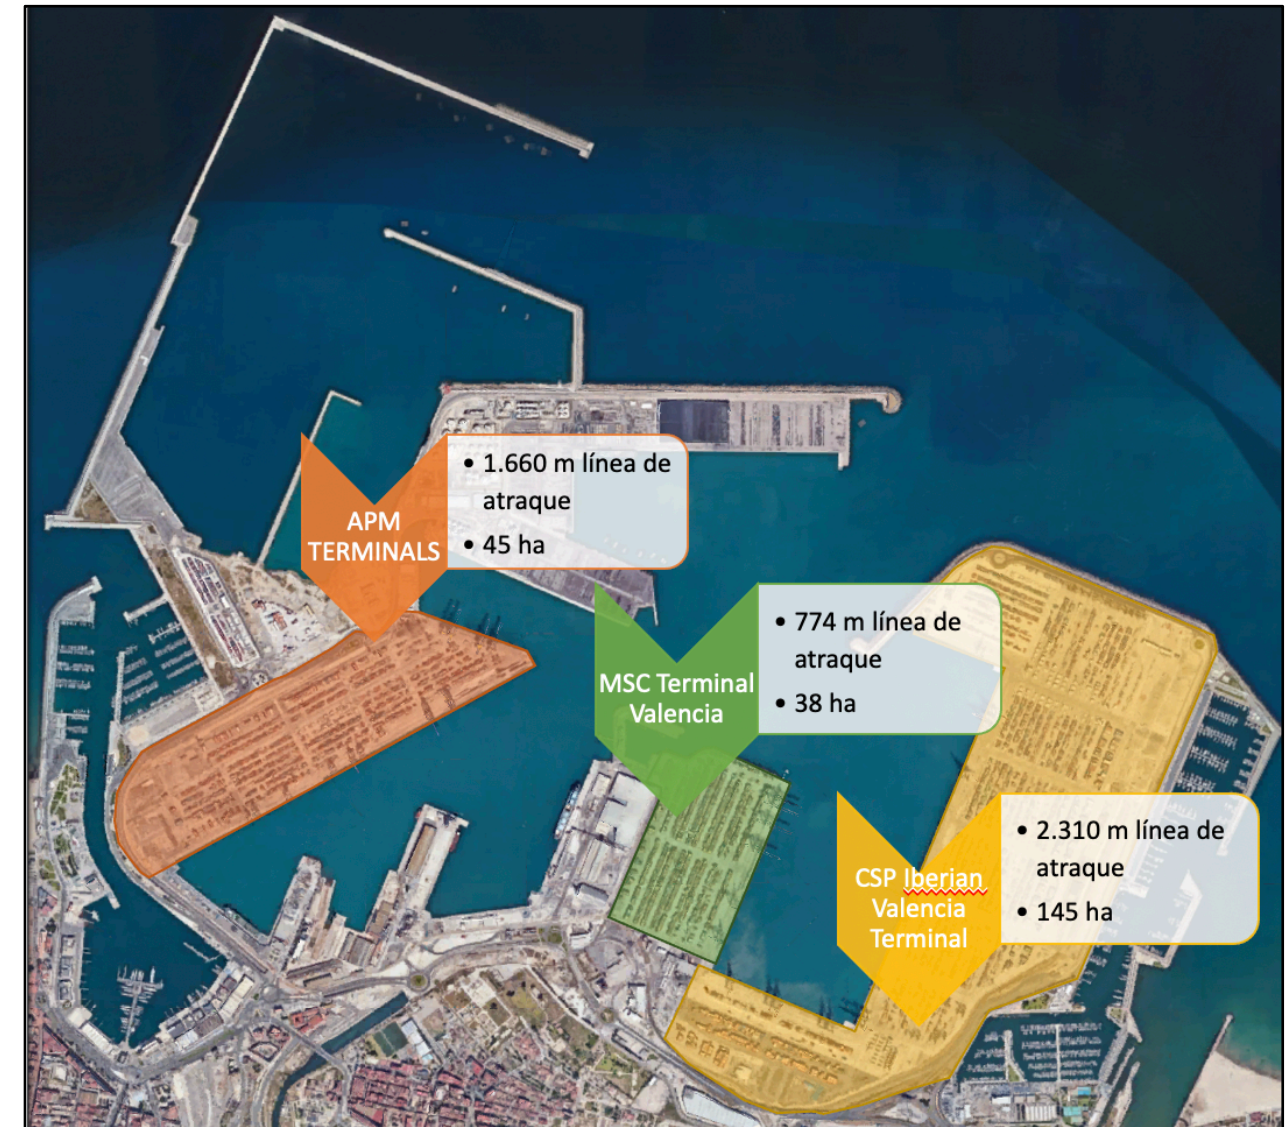 APM
TERMINALS
• 1.660 m línea de
atraque
• 45 ha
MSC Terminal
Valencia
• 774 m línea de
atraque
• 38 ha
CSP Iberian
Valencia
Terminal
• 2.310 m línea de
atraque
• 145 ha